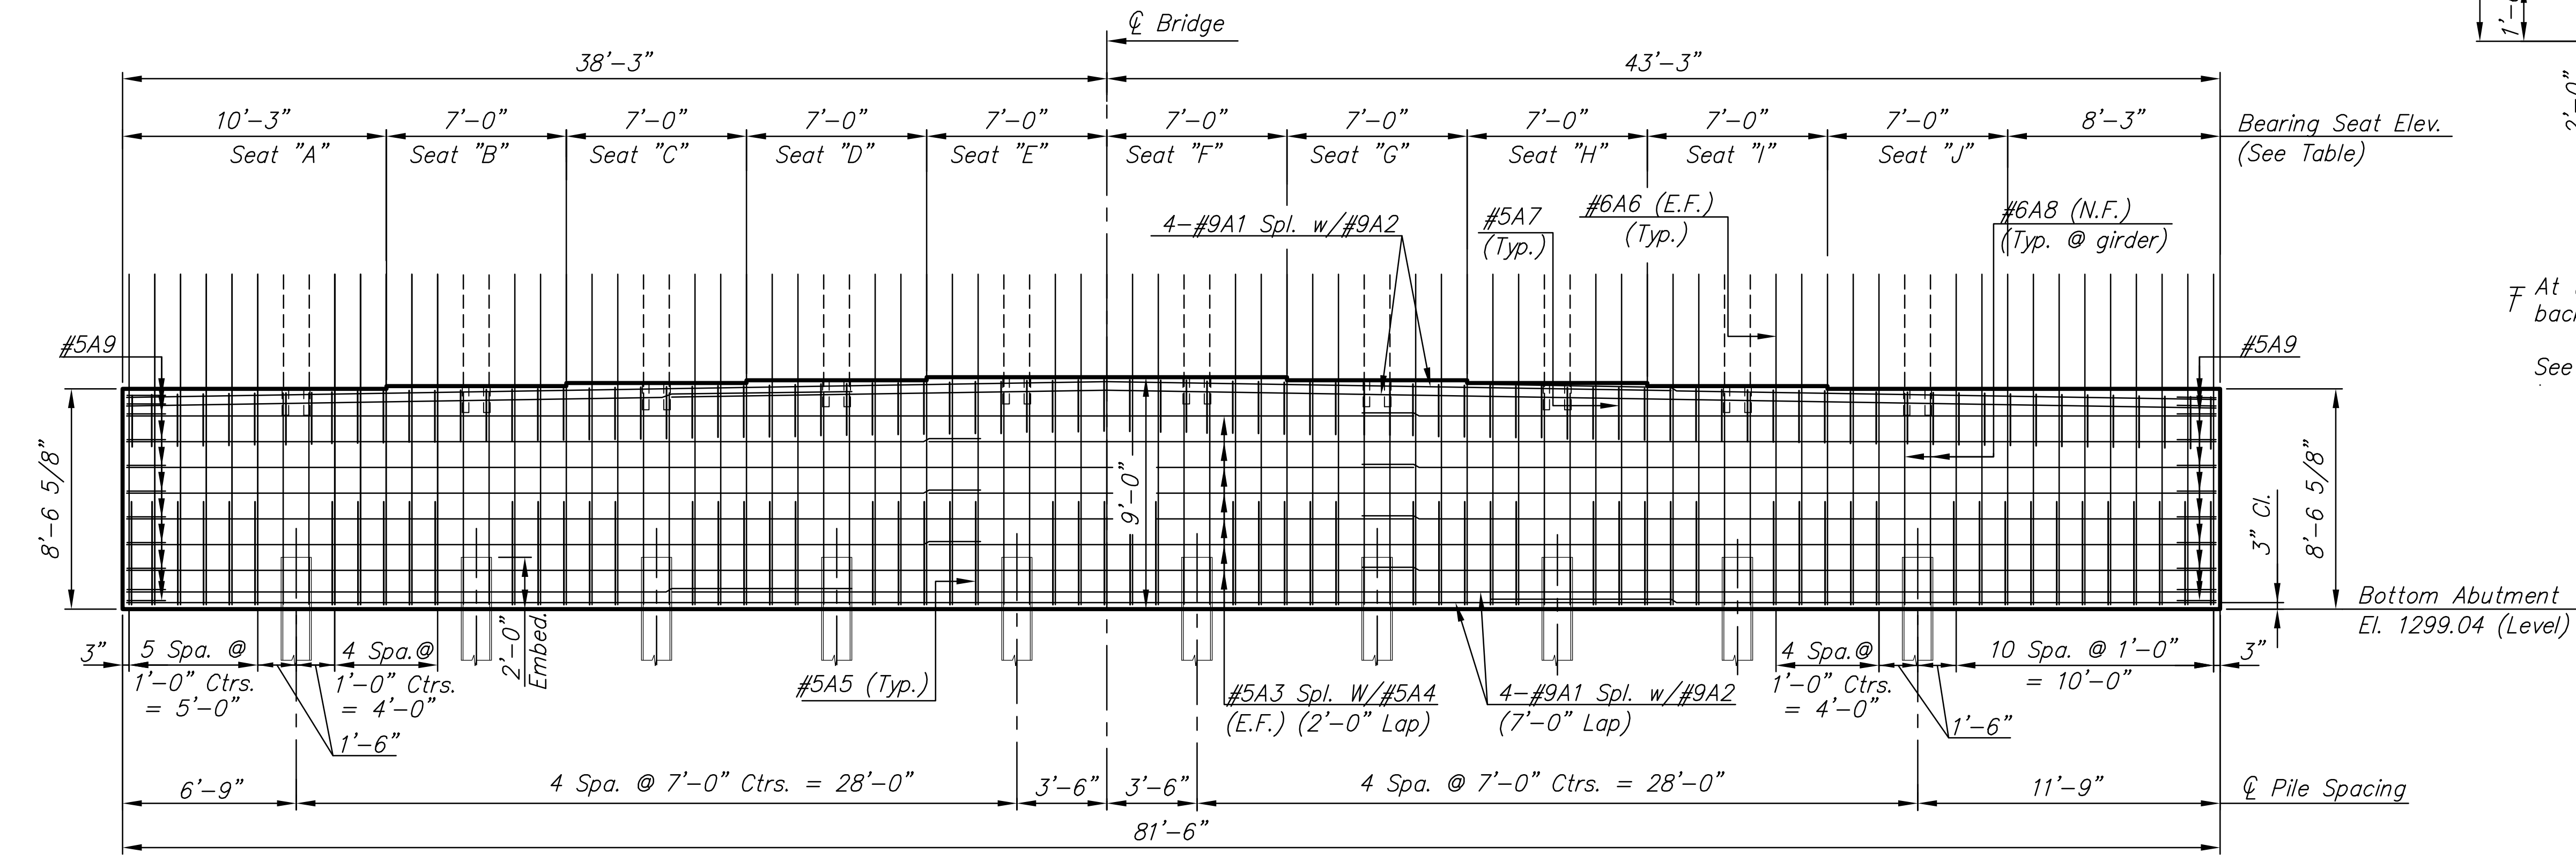 ℄ Bridge
38'-3"
43'-3"
1'-
10'-3"
7'-0"
7'-0"
7'-0"
7'-0"
7'-0"
7'-0"
7'-0"
7'-0"
7'-0"
8'-3"
Seat "A"
Seat "B"
Seat "C"
Seat "D"
Seat "E"
Seat "F"
Seat "G"
Seat "H"
Seat "I"
Seat "J"
Bearing Seat Elev.
(See Table)
2'-0"
4-#9A1 Spl. w/#9A2
#5A7
(Typ.)
#6A6 (E.F.)
(Typ.)
#6A8 (N.F.)
(Typ. @ girder)
At
bac
See
#5A9
#5A9
8'-6 5/8"
9'-0"
3" Cl.
8'-6 5/8"
Bottom Abutment
El. 1299.04 (Level)
3"
5 Spa. @
1'-0" Ctrs.
= 5'-0"
4 Spa.@
1'-0" Ctrs.
= 4'-0"
1'-6"
2'-0"
Embed.
#5A5 (Typ.)
#5A3 Spl. W/#5A4
(E.F.) (2'-0" Lap)
4-#9A1 Spl. w/#9A2
(7'-0" Lap)
4 Spa.@
1'-0" Ctrs.
= 4'-0"
10 Spa. @ 1'-0"
= 10'-0"
3"
1'-6"
6'-9"
4 Spa. @ 7'-0" Ctrs. = 28'-0"
3'-6"
3'-6"
4 Spa. @ 7'-0" Ctrs. = 28'-0"
11'-9"
℄ Pile Spacing
81'-6"